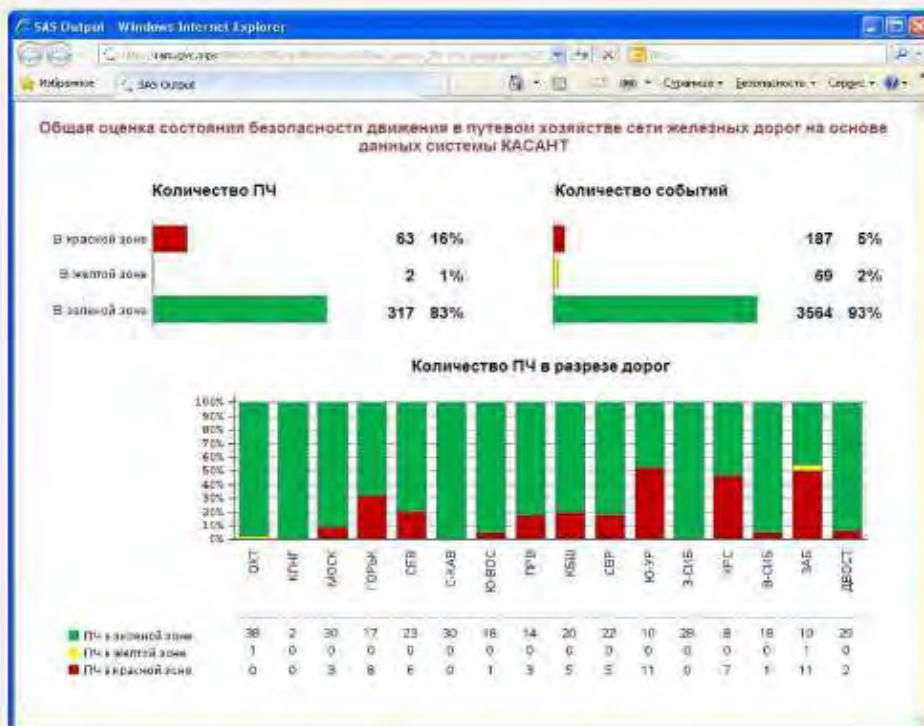 SAS Output - Windows Internet Explorer
Избранное SAS Output Страница Безопасность Сервис
Общая оценка состояния безопасности движения в путевом хозяйстве сети железных дорог на основе
данных системы КАСАНТ
Количество ПЧ
В красной зоне 63 16%
В желтой зоне 2 1%
В зеленой зоне 317 83%
Количество событий
187 5%
69 2%
3564 93%
Количество ПЧ в разрезе дорог
100%
90%
80%
70%
60%
50%
40%
30%
20%
10%
0%
ОКТ КЛНГ МОСК ГОРЬК СЕВ С-КАВ Ю-ВОС ПРВ КБШ СВР Ю-УР З-СИБ КРС В-СИБ ЗАБ ДВОСТ
ПЧ в зеленой зоне 38 2 30 17 23 30 18 14 20 22 10 28 8 18 10 29
ПЧ в желтой зоне 1 0 0 0 0 0 0 0 0 0 0 0 0 0 1 0
ПЧ в красной зоне 0 0 3 8 6 0 1 3 5 5 11 0 7 1 11 2